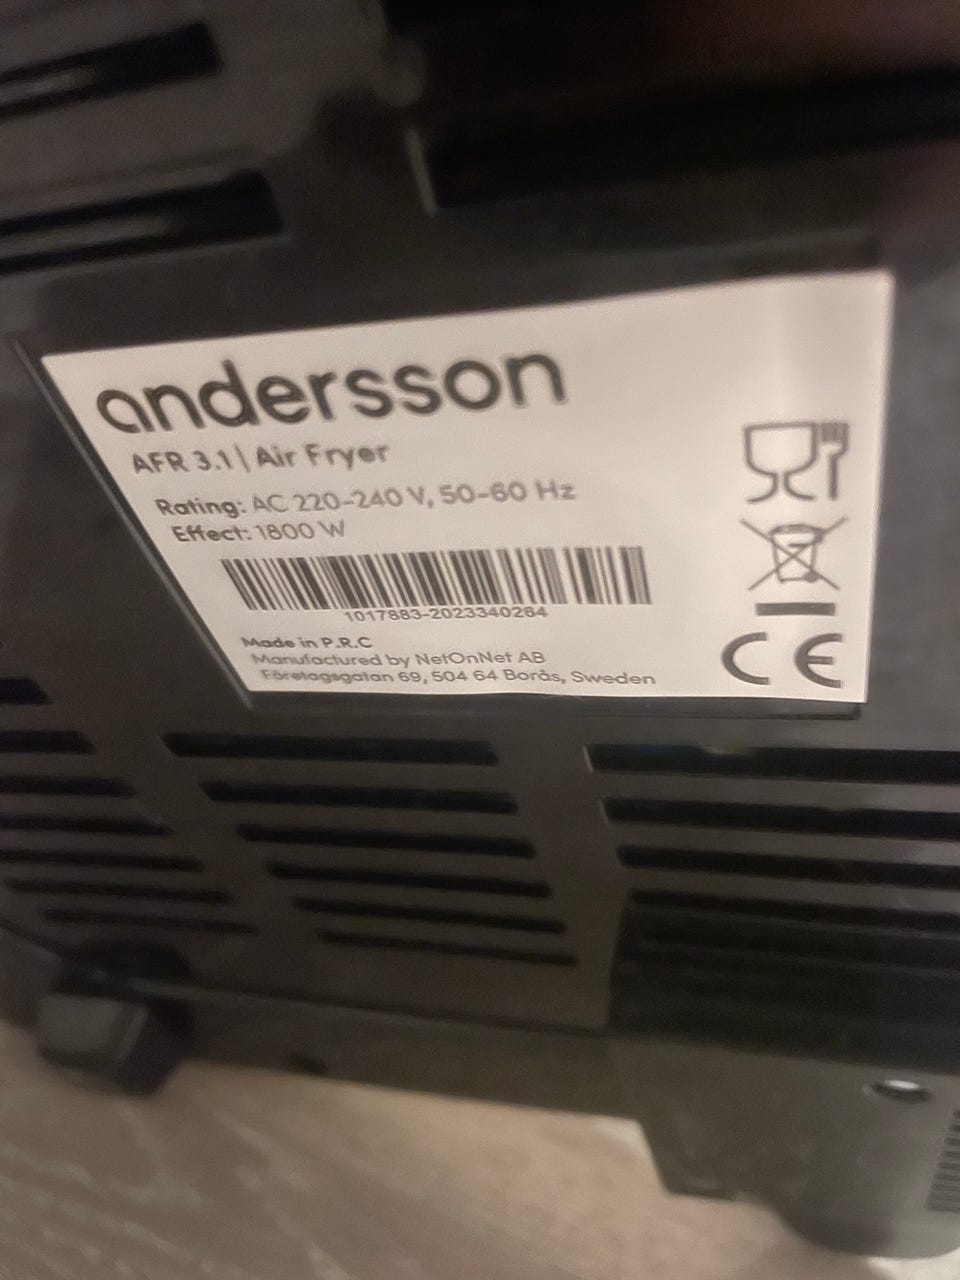 andersson
AFR 3.1 | Air Fryer
Rating: AC 220-240 V, 50-60 Hz
Effect: 1800 W
1017883-2023340284
Made in P.R.C
Manufactured by NetOnNet AB
Företagsgatan 69, 504 64 Borås, Sweden
CE